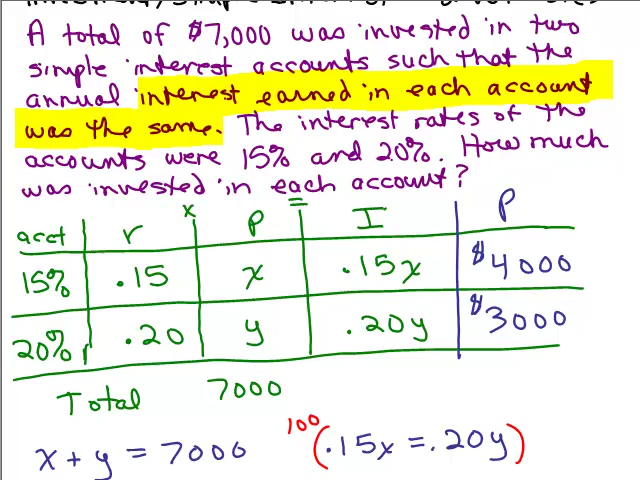 A total of $7,000 was invested in two
simple interest accounts such that the
annual interest earned in each account
was the same. The interest rates of the
accounts were 15% and 20%. How much
was invested in each account?
acct r x P = I P
15% .15 x .15x $4000
20% .20 y .20y $3000
Total 7000
x + y = 7000 100(.15x = .20y)